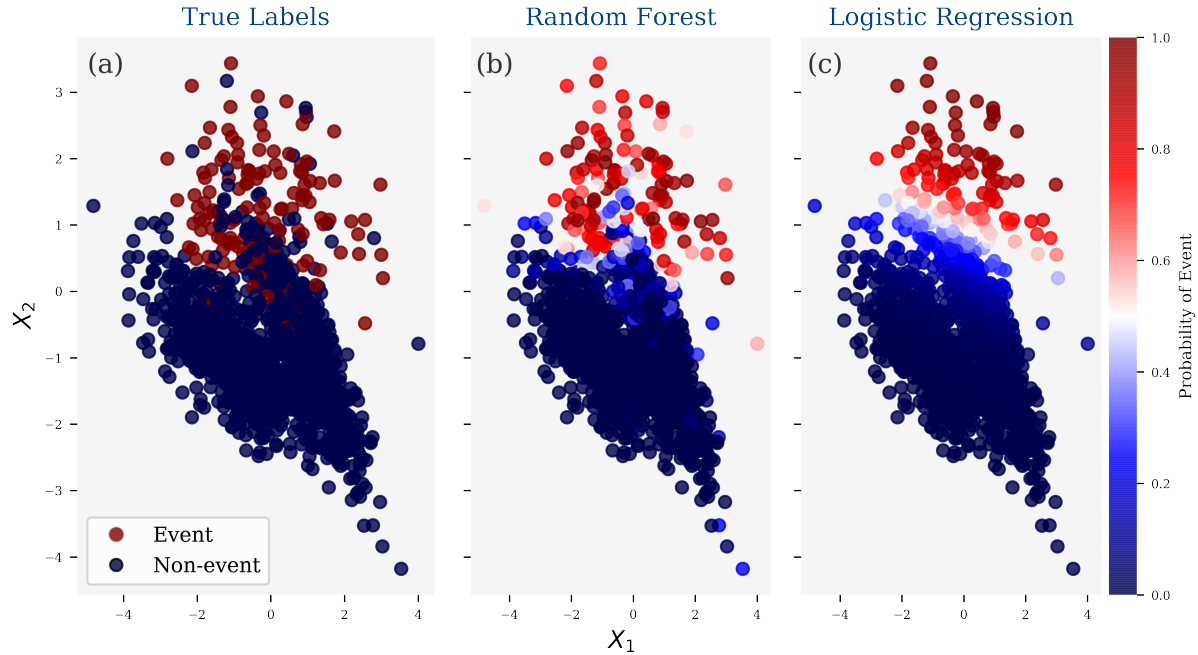 True Labels
Random Forest
Logistic Regression
(a)
(b)
(c)
3
2
1
0
−1
−2
−3
−4
X2
Event
Non-event
−4
−2
0
2
4
−4
−2
0
2
4
−4
−2
0
2
4
X1
1.0
0.8
0.6
0.4
0.2
0.0
Probability of Event